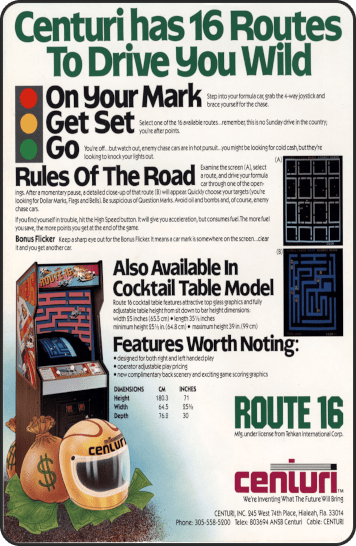 Centuri has 16 Routes
To Drive You Wild
On Your Mark
Step into your formula car, grab the 4-way joystick and
brace yourself for the chase.
Get Set
Select one of the 16 available routes...remember, this is no Sunday drive in the country,
you're after points.
Go
You're off...but watch out, enemy chase cars are in hot pursuit...you might be looking for cold cash, but they're
looking to knock your lights out.
Rules Of The Road
Examine the screen (A), select
a route, and drive your formula
car through one of the open-
ings. After a momentary pause, a detailed close-up of that route (B) will appear. Quickly choose your targets (you're
looking for Dollar Marks, Flags and Bells). Be suspicious of Question Marks. Avoid oil and bombs and, of course, enemy
chase cars.
If you find yourself in trouble, hit the High Speed button. It will give you acceleration, but consumes fuel. The more fuel
you save, the more points you get at the end of the game.
Bonus Flicker Keep a sharp eye out for the Bonus Flicker. It means a car mark is somewhere on the screen...clear
it and you get another car.
(A)
(B)
Also Available In
Cocktail Table Model
Route 16 cocktail table features attractive top glass graphics and fully
adjustable table height from sit down to bar height dimensions:
width 25 inches (65.5 cm) • length 35½ inches
minimum height 25½ in. (64.8 cm) • maximum height 39 in. (99 cm)
Features Worth Noting:
• designed for both right and left handed play
• operator adjustable play pricing
• new complimentary back scenery and exciting game scoring graphics
DIMENSIONS CM INCHES
Height 180.3 71
Width 64.5 25⅜
Depth 76.2 30
ROUTE 16
ROUTE 16
Mfg. under license from Tehkan International Corp.
centuri
centuri™
We're Inventing What The Future Will Bring
CENTURI, INC. 245 West 74th Place, Hialeah, Fla. 33014
Phone: 305-558-5200 Telex: 803694 ANSB Centuri Cable: CENTURI